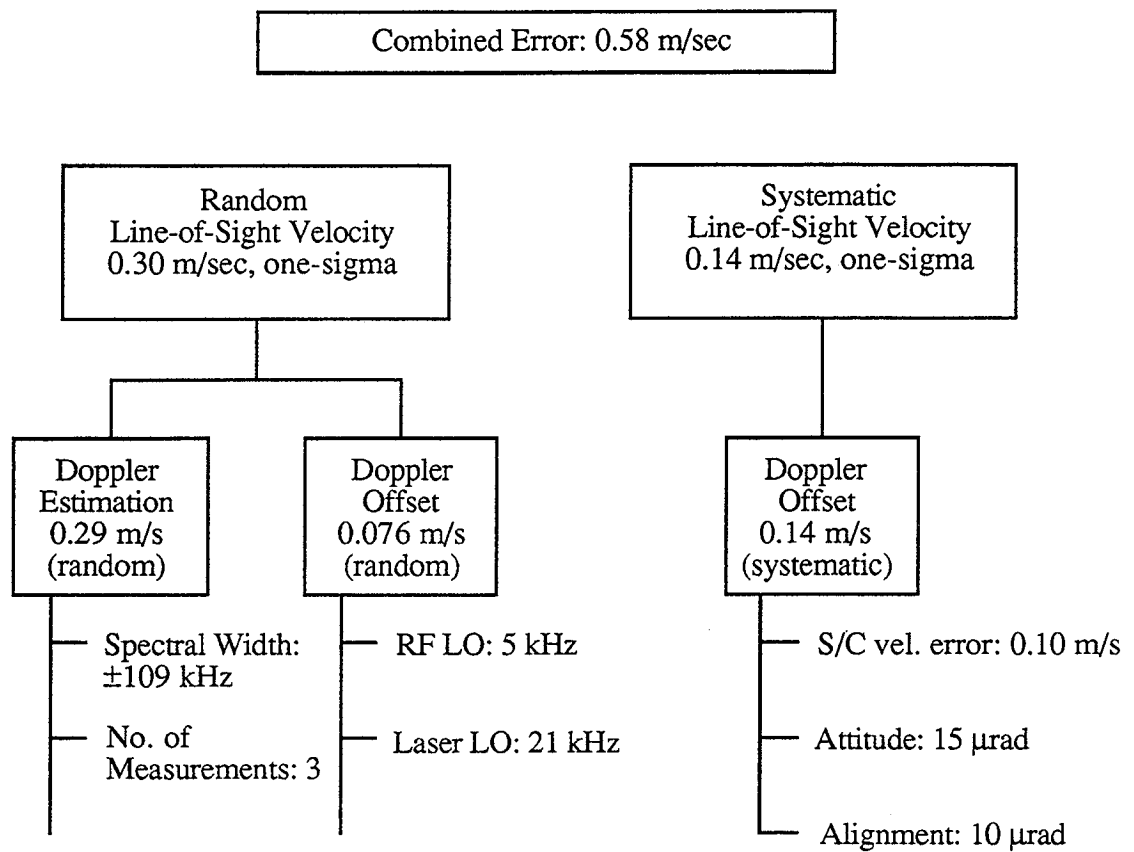 Combined Error: 0.58 m/sec
Random
Line-of-Sight Velocity
0.30 m/sec, one-sigma
Systematic
Line-of-Sight Velocity
0.14 m/sec, one-sigma
Doppler
Estimation
0.29 m/s
(random)
Doppler
Offset
0.076 m/s
(random)
Doppler
Offset
0.14 m/s
(systematic)
Spectral Width:
±109 kHz
No. of
Measurements: 3
RF LO: 5 kHz
Laser LO: 21 kHz
S/C vel. error: 0.10 m/s
Attitude: 15 μrad
Alignment: 10 μrad